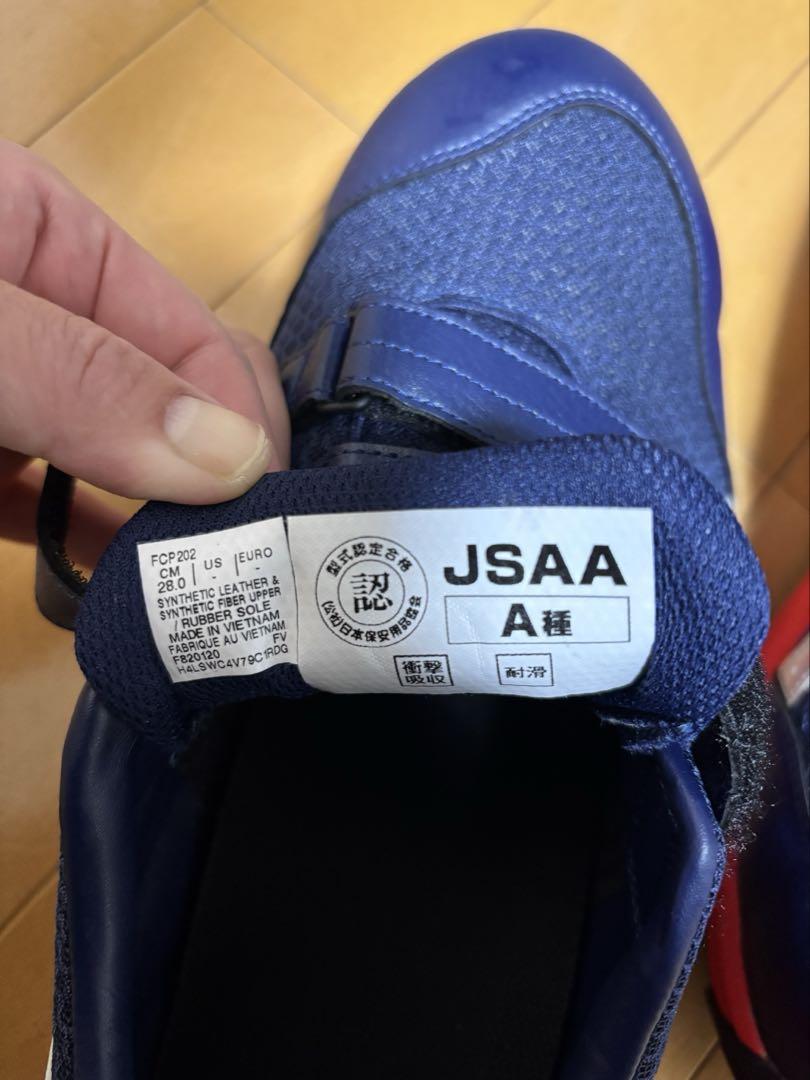 FCP202
CM | US | EURO
28.0 | - | -
SYNTHETIC LEATHER &
SYNTHETIC FIBER UPPER
/ RUBBER SOLE
MADE IN VIETNAM
FABRIQUE AU VIETNAM
F820120 FV
H4LSWC4V79C1RDG
型式認定合格
認
(公社)日本保安用品協会
JSAA
A種
衝撃
吸収
耐滑